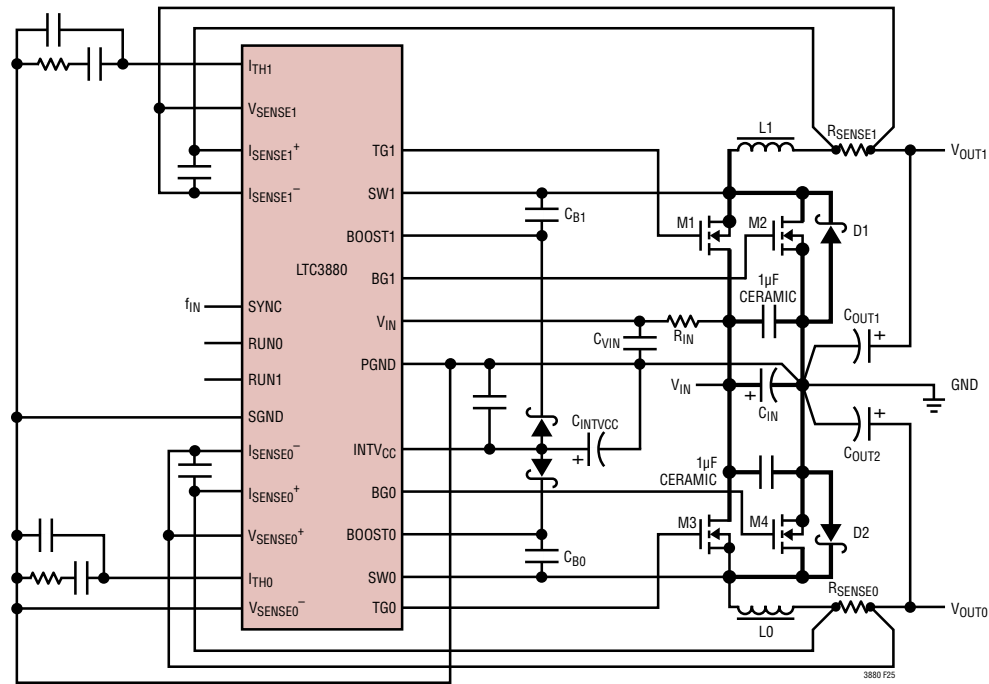 ITH1
VSENSE1
ISENSE1+
ISENSE1–
SYNC
RUN0
RUN1
SGND
ISENSE0–
ISENSE0+
VSENSE0+
ITH0
VSENSE0–
fIN
LTC3880
TG1
SW1
BOOST1
BG1
VIN
PGND
INTVCC
BG0
BOOST0
SW0
TG0
CB1
CVIN
RIN
CINTVCC
+
CB0
L1
RSENSE1
VOUT1
M1
M2
D1
1µF
CERAMIC
COUT1
+
VIN
+
CIN
GND
COUT2
+
1µF
CERAMIC
M3
M4
D2
RSENSE0
VOUT0
L0
3880 F25